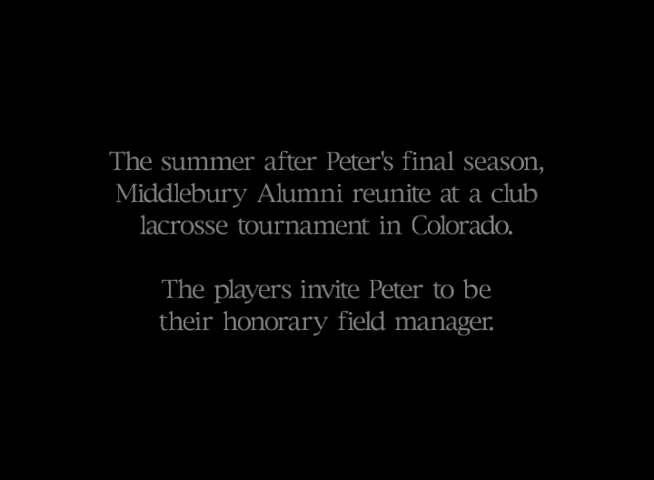 The summer after Peter's final season,
Middlebury Alumni reunite at a club
lacrosse tournament in Colorado.
The players invite Peter to be
their honorary field manager.